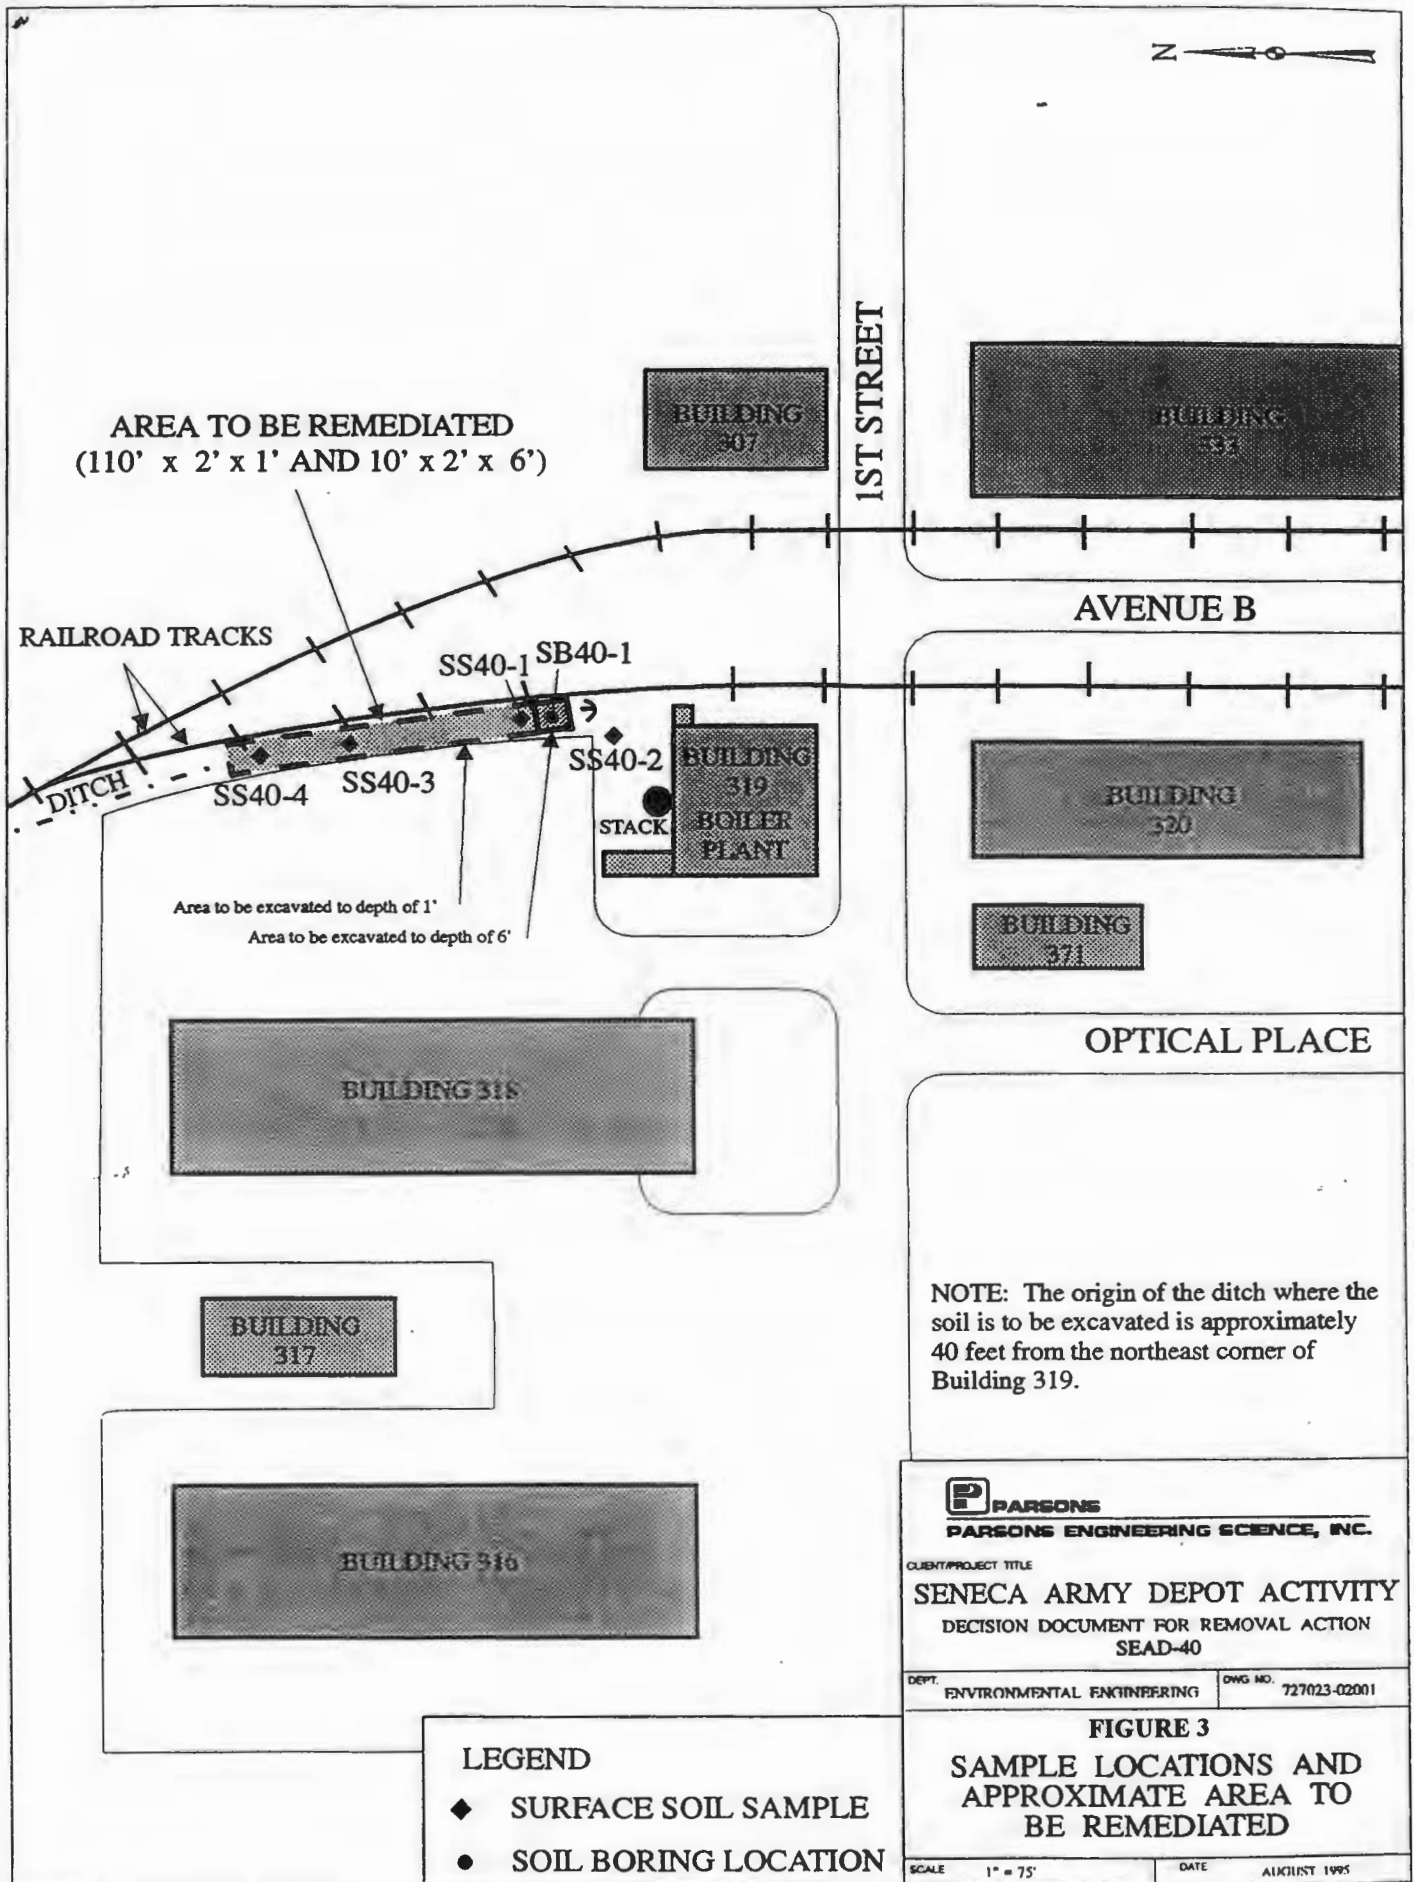 N
1ST STREET
BUILDING
307
BUILDING
333
AREA TO BE REMEDIATED
(110' x 2' x 1' AND 10' x 2' x 6')
AVENUE B
RAILROAD TRACKS
SS40-1
SB40-1
DITCH
SS40-4
SS40-3
SS40-2
STACK
BUILDING
319
BOILER
PLANT
BUILDING
320
Area to be excavated to depth of 1'
Area to be excavated to depth of 6'
BUILDING
371
OPTICAL PLACE
BUILDING 318
BUILDING
317
NOTE: The origin of the ditch where the
soil is to be excavated is approximately
40 feet from the northeast corner of
Building 319.
BUILDING 316
P PARSONS
PARSONS ENGINEERING SCIENCE, INC.
CLIENT/PROJECT TITLE
SENECA ARMY DEPOT ACTIVITY
DECISION DOCUMENT FOR REMOVAL ACTION
SEAD-40
DEPT. ENVIRONMENTAL ENGINEERING
DWG NO. 727023-02001
FIGURE 3
SAMPLE LOCATIONS AND
APPROXIMATE AREA TO
BE REMEDIATED
SCALE 1" = 75'
DATE AUGUST 1995
LEGEND
SURFACE SOIL SAMPLE
SOIL BORING LOCATION